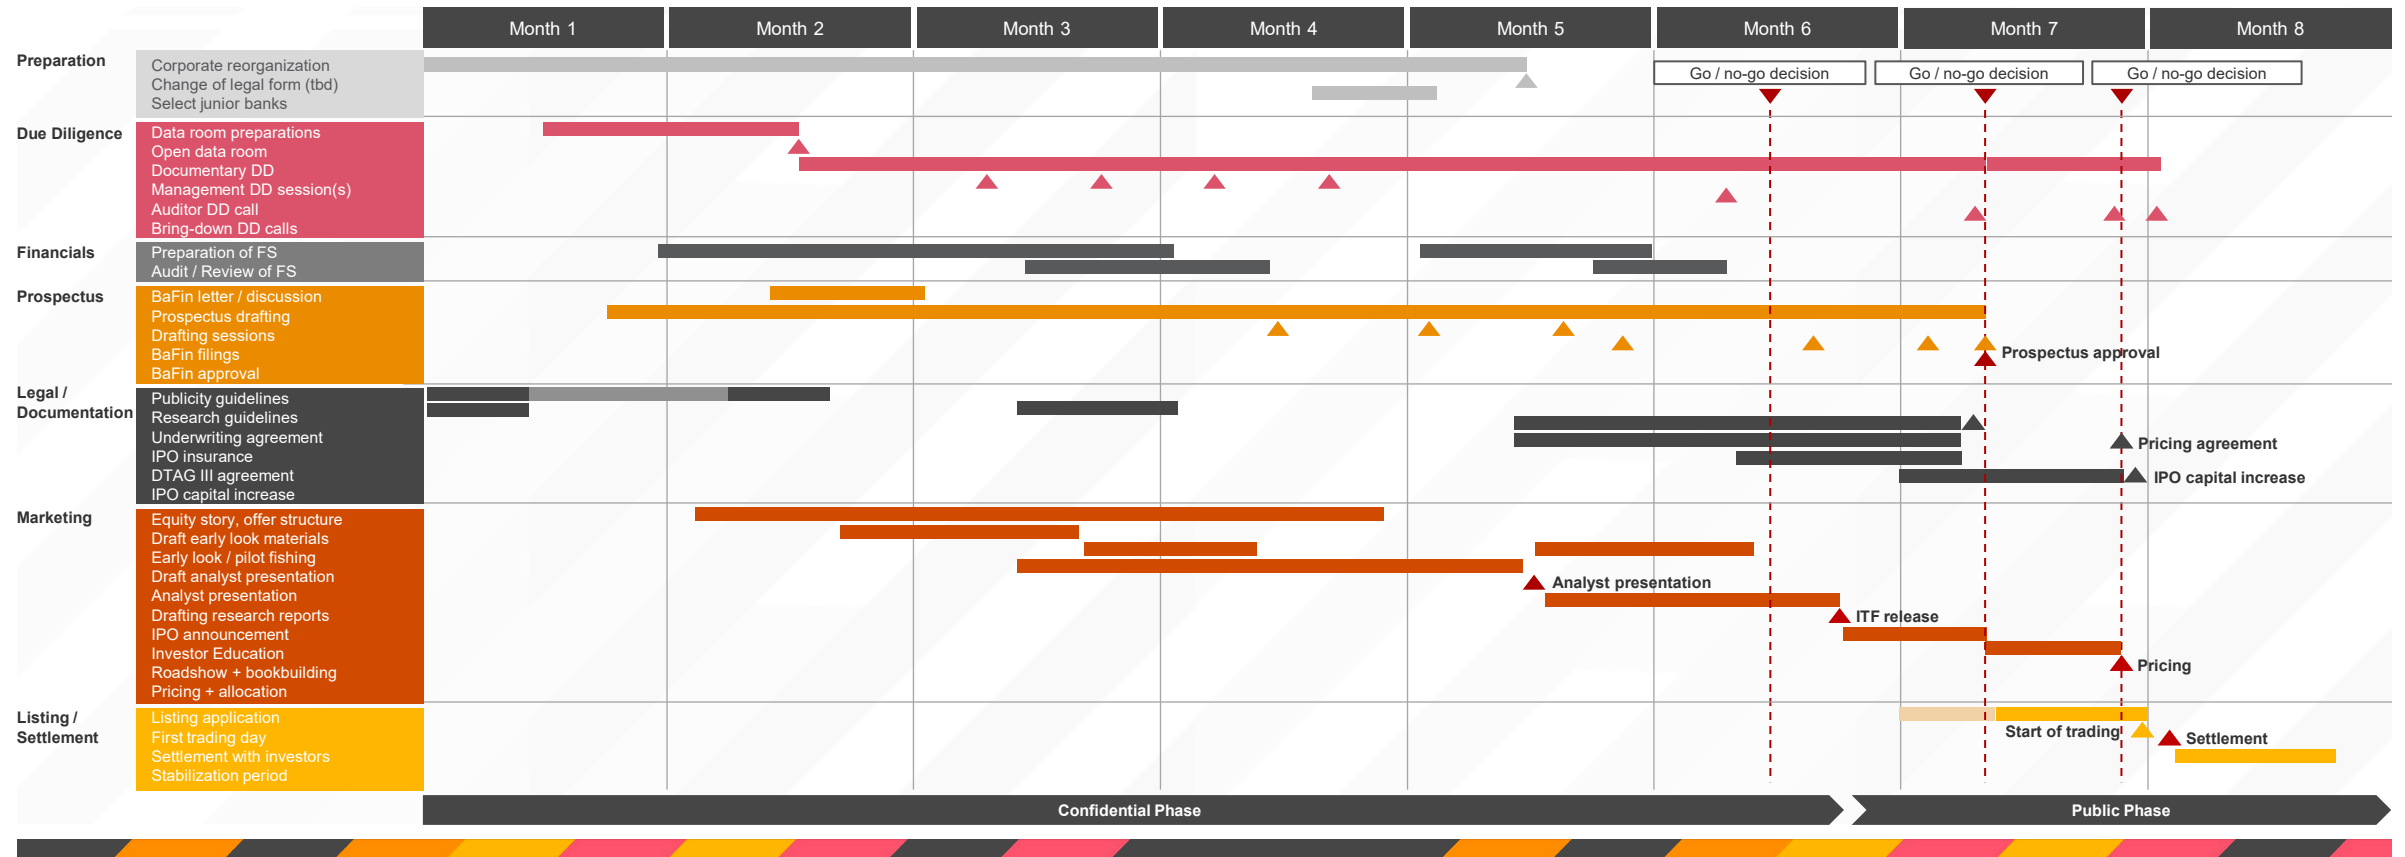 Month 1
Month 2
Month 3
Month 4
Month 5
Month 6
Month 7
Month 8
Preparation
Corporate reorganization
Change of legal form (tbd)
Select junior banks
Go / no-go decision
Go / no-go decision
Go / no-go decision
Due Diligence
Data room preparations
Open data room
Documentary DD
Management DD session(s)
Auditor DD call
Bring-down DD calls
Financials
Preparation of FS
Audit / Review of FS
Prospectus
BaFin letter / discussion
Prospectus drafting
Drafting sessions
BaFin filings
BaFin approval
Prospectus approval
Legal /
Documentation
Publicity guidelines
Research guidelines
Underwriting agreement
IPO insurance
DTAG III agreement
IPO capital increase
Pricing agreement
IPO capital increase
Marketing
Equity story, offer structure
Draft early look materials
Early look / pilot fishing
Draft analyst presentation
Analyst presentation
Drafting research reports
IPO announcement
Investor Education
Roadshow + bookbuilding
Pricing + allocation
Analyst presentation
ITF release
Pricing
Listing /
Settlement
Listing application
First trading day
Settlement with investors
Stabilization period
Start of trading
Settlement
Confidential Phase
Public Phase